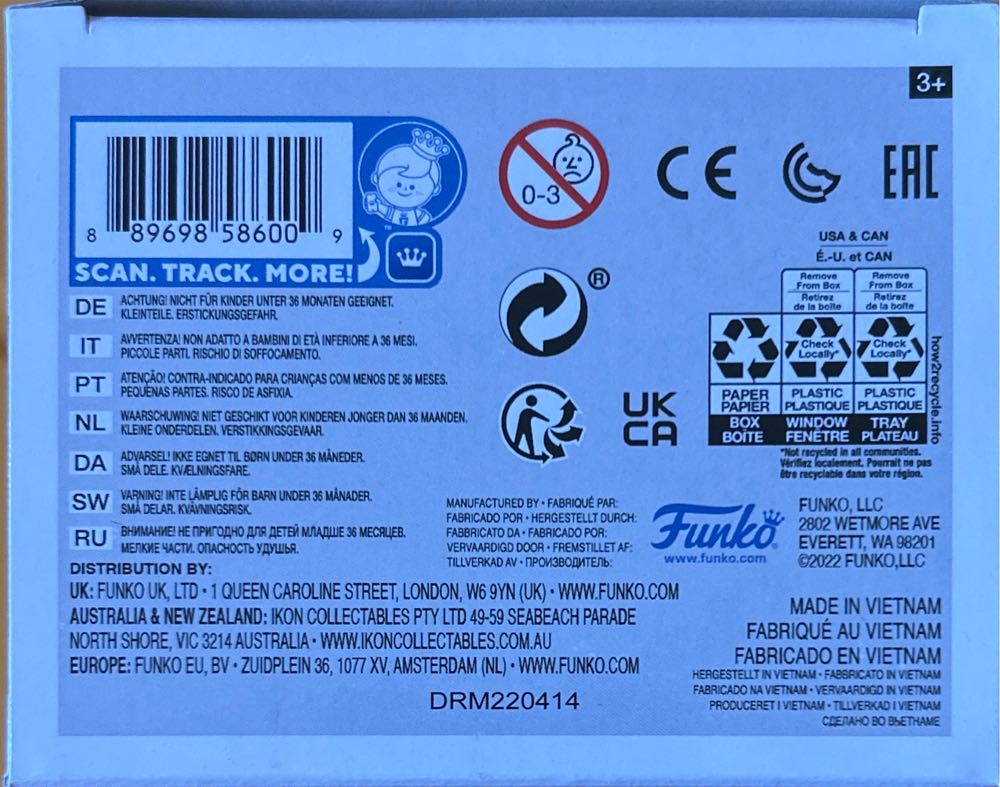 3+
8 89698 58600 9
SCAN. TRACK. MORE!
™
0-3
CE
EAC
USA & CAN
É.-U. et CAN
Remove From Box
Retirez de la boîte
Remove From Box
Retirez de la boîte
Check Locally*
Check Locally*
PAPER PAPIER
PLASTIC PLASTIQUE
PLASTIC PLASTIQUE
BOX BOÎTE
WINDOW FENÊTRE
TRAY PLATEAU
how2recycle.info
*Not recycled in all communities.
Vérifiez localement. Pourrait ne pas
être recyclable dans votre région.
®
UK
CA
DE ACHTUNG! NICHT FÜR KINDER UNTER 36 MONATEN GEEIGNET.
KLEINTEILE. ERSTICKUNGSGEFAHR.
IT AVVERTENZA! NON ADATTO A BAMBINI DI ETÀ INFERIORE A 36 MESI.
PICCOLE PARTI. RISCHIO DI SOFFOCAMENTO.
PT ATENÇÃO! CONTRA-INDICADO PARA CRIANÇAS COM MENOS DE 36 MESES.
PEQUENAS PARTES. RISCO DE ASFIXIA.
NL WAARSCHUWING! NIET GESCHIKT VOOR KINDEREN JONGER DAN 36 MAANDEN.
KLEINE ONDERDELEN. VERSTIKKINGSGEVAAR.
DA ADVARSEL! IKKE EGNET TIL BØRN UNDER 36 MÅNEDER.
SMÅ DELE. KVÆLNINGSFARE.
SW VARNING! INTE LÄMPLIG FÖR BARN UNDER 36 MÅNADER.
SMÅ DELAR. KVÄVNINGSRISK.
RU ВНИМАНИЕ! НЕ ПРИГОДНО ДЛЯ ДЕТЕЙ МЛАДШЕ 36 МЕСЯЦЕВ.
МЕЛКИЕ ЧАСТИ. ОПАСНОСТЬ УДУШЬЯ.
MANUFACTURED BY • FABRIQUÉ PAR:
FABRICADO POR • HERGESTELLT DURCH:
FABBRICATO DA • FABRICADO POR:
VERVAARDIGD DOOR • FREMSTILLET AF:
TILLVERKAD AV • ПРОИЗВОДИТЕЛЬ:
Funko
www.funko.com
FUNKO, LLC
2802 WETMORE AVE
EVERETT, WA 98201
©2022 FUNKO,LLC
DISTRIBUTION BY:
UK: FUNKO UK, LTD • 1 QUEEN CAROLINE STREET, LONDON, W6 9YN (UK) • WWW.FUNKO.COM
AUSTRALIA & NEW ZEALAND: IKON COLLECTABLES PTY LTD 49-59 SEABEACH PARADE
NORTH SHORE, VIC 3214 AUSTRALIA • WWW.IKONCOLLECTABLES.COM.AU
EUROPE: FUNKO EU, BV • ZUIDPLEIN 36, 1077 XV, AMSTERDAM (NL) • WWW.FUNKO.COM
DRM220414
MADE IN VIETNAM
FABRIQUÉ AU VIETNAM
FABRICADO EN VIETNAM
HERGESTELLT IN VIETNAM • FABBRICATO IN VIETNAM
FABRICADO NA VIETNAM • VERVAARDIGD IN VIETNAM
PRODUCERET I VIETNAM • TILLVERKAD I VIETNAM
СДЕЛАНО ВО ВЬЕТНАМЕ